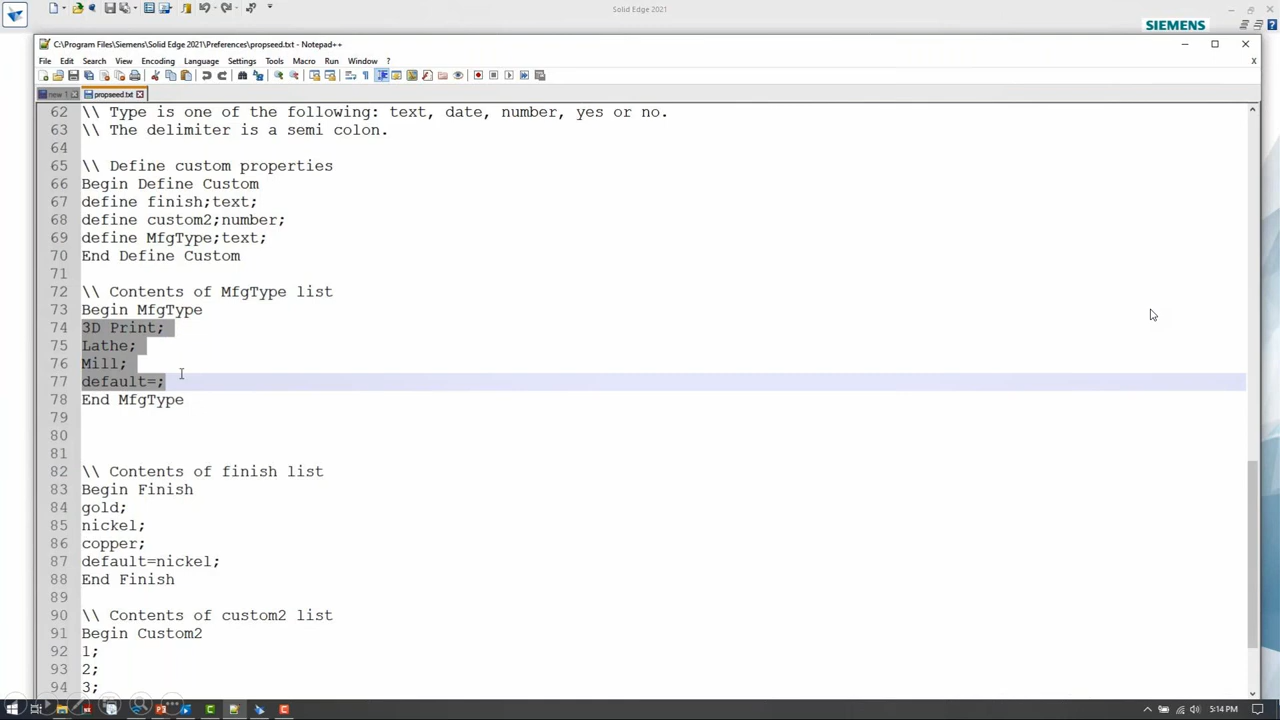 Solid Edge 2021
SIEMENS
C:\Program Files\Siemens\Solid Edge 2021\Preferences\propseed.txt - Notepad++
File Edit Search View Encoding Language Settings Tools Macro Run Window ?
X
new 1 propseed.txt
62 \\ Type is one of the following: text, date, number, yes or no.
63 \\ The delimiter is a semi colon.
64
65 \\ Define custom properties
66 Begin Define Custom
67 define finish;text;
68 define custom2;number;
69 define MfgType;text;
70 End Define Custom
71
72 \\ Contents of MfgType list
73 Begin MfgType
74 3D Print;
75 Lathe;
76 Mill;
77 default=;
78 End MfgType
79
80
81
82 \\ Contents of finish list
83 Begin Finish
84 gold;
85 nickel;
86 copper;
87 default=nickel;
88 End Finish
89
90 \\ Contents of custom2 list
91 Begin Custom2
92 1;
93 2;
94 3;
5:14 PM